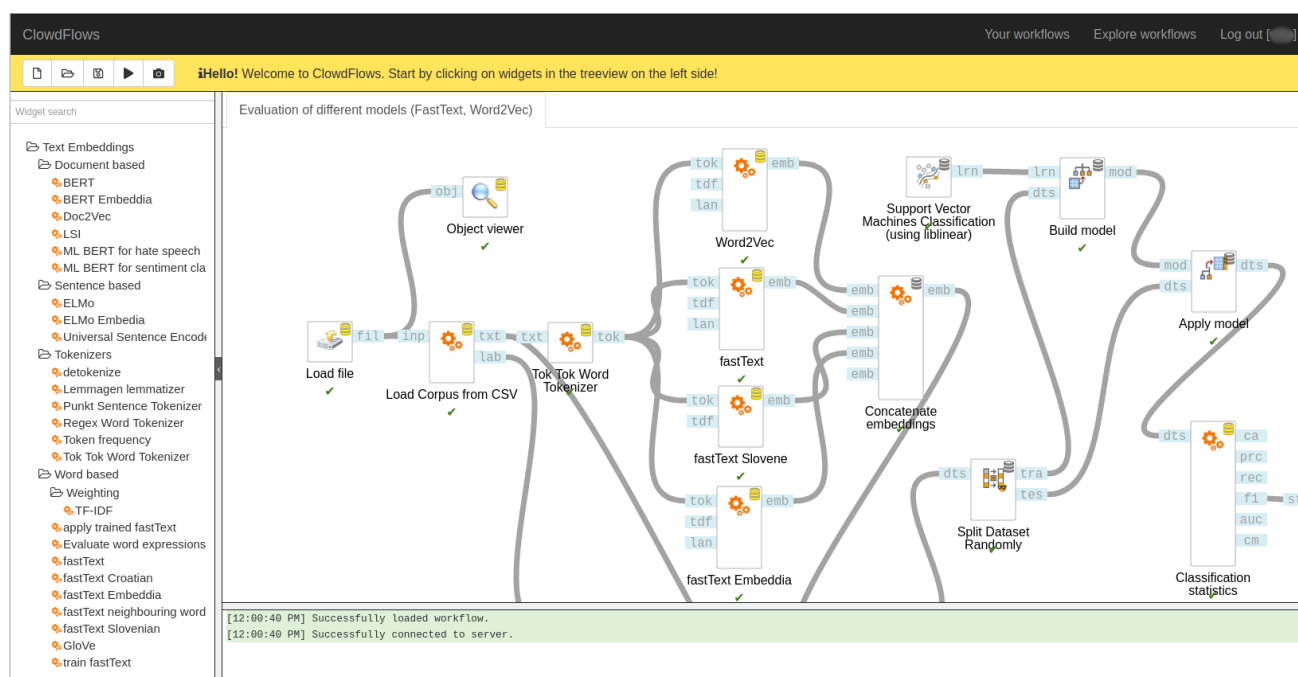 ClowdFlows
Your workflows
Explore workflows
Log out [
]
Hello! Welcome to ClowdFlows. Start by clicking on widgets in the treeview on the left side!
Widget search
Text Embeddings
Document based
BERT
BERT Embeddia
Doc2Vec
LSI
ML BERT for hate speech
ML BERT for sentiment cla
Sentence based
ELMo
ELMo Embedia
Universal Sentence Encode
Tokenizers
detokenize
Lemmagen lemmatizer
Punkt Sentence Tokenizer
Regex Word Tokenizer
Token frequency
Tok Tok Word Tokenizer
Word based
Weighting
TF-IDF
apply trained fastText
Evaluate word expressions
fastText
fastText Croatian
fastText Embeddia
fastText neighbouring word
fastText Slovenian
GloVe
train fastText
Evaluation of different models (FastText, Word2Vec)
fil
Load file
obj
Object viewer
inp
txt
lab
Load Corpus from CSV
txt
tok
Tok Tok Word
Tokenizer
tok
tdf
lan
emb
Word2Vec
tok
tdf
lan
emb
fastText
tok
tdf
emb
fastText Slovene
tok
tdf
lan
emb
fastText Embeddia
emb
emb
emb
emb
emb
emb
Concatenate
embeddings
lrn
Support Vector
Machines Classification
(using liblinear)
lrn
dts
mod
Build model
mod
dts
dts
Apply model
dts
tra
tes
Split Dataset
Randomly
dts
ca
prc
rec
f1
auc
cm
Classification
statistics
[12:00:40 PM] Successfully loaded workflow.
[12:00:40 PM] Successfully connected to server.